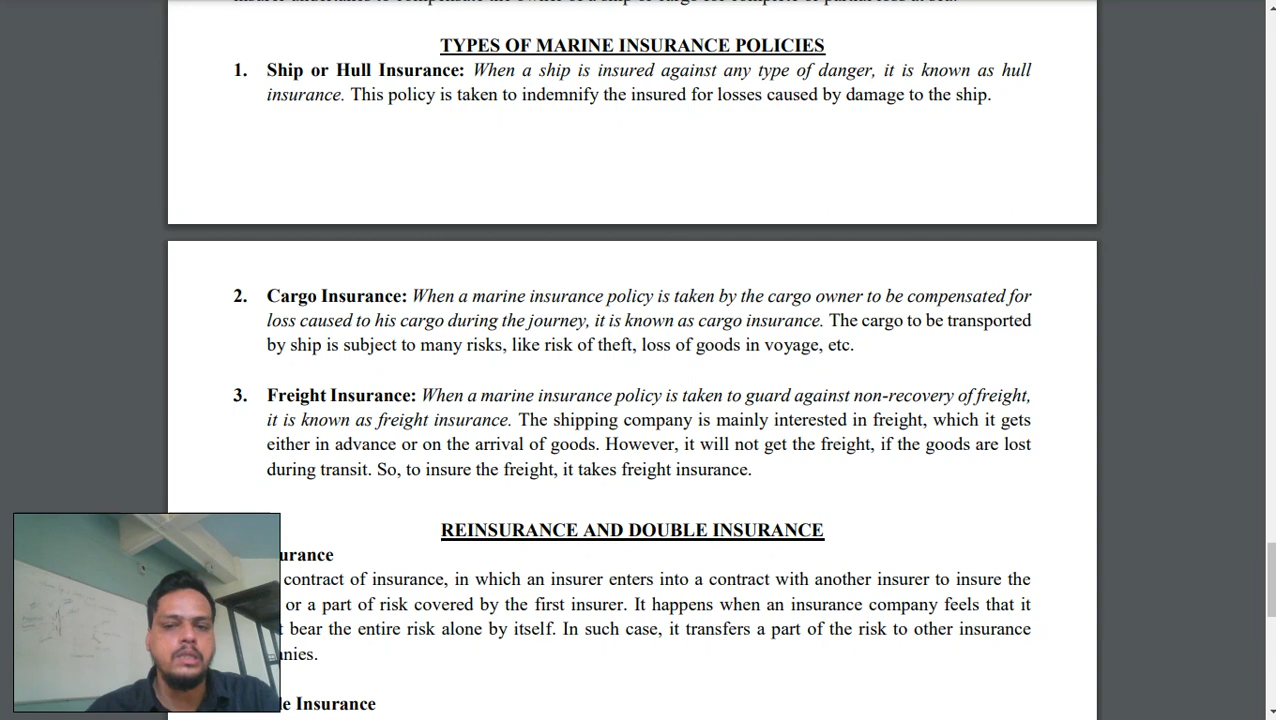 TYPES OF MARINE INSURANCE POLICIES
1. Ship or Hull Insurance: When a ship is insured against any type of danger, it is known as hull
insurance. This policy is taken to indemnify the insured for losses caused by damage to the ship.
2. Cargo Insurance: When a marine insurance policy is taken by the cargo owner to be compensated for
loss caused to his cargo during the journey, it is known as cargo insurance. The cargo to be transported
by ship is subject to many risks, like risk of theft, loss of goods in voyage, etc.
3. Freight Insurance: When a marine insurance policy is taken to guard against non-recovery of freight,
it is known as freight insurance. The shipping company is mainly interested in freight, which it gets
either in advance or on the arrival of goods. However, it will not get the freight, if the goods are lost
during transit. So, to insure the freight, it takes freight insurance.
REINSURANCE AND DOUBLE INSURANCE
urance
contract of insurance, in which an insurer enters into a contract with another insurer to insure the
or a part of risk covered by the first insurer. It happens when an insurance company feels that it
t bear the entire risk alone by itself. In such case, it transfers a part of the risk to other insurance
nies.
le Insurance